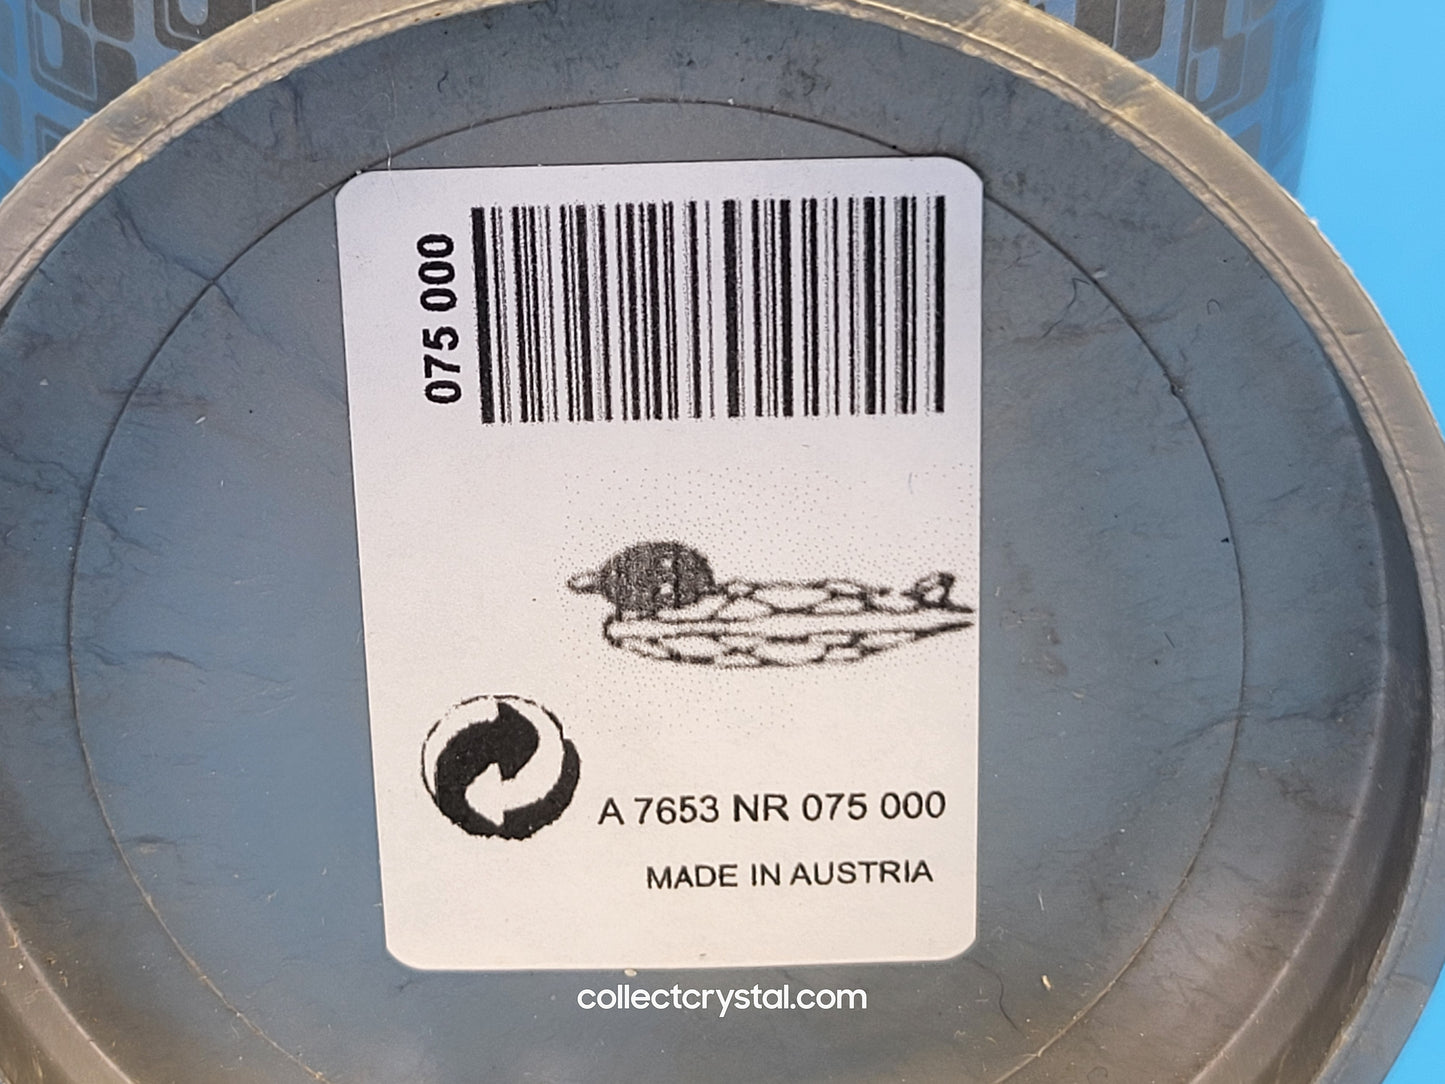 075 000
A 7653 NR 075 000
MADE IN AUSTRIA
collectcrystal.com